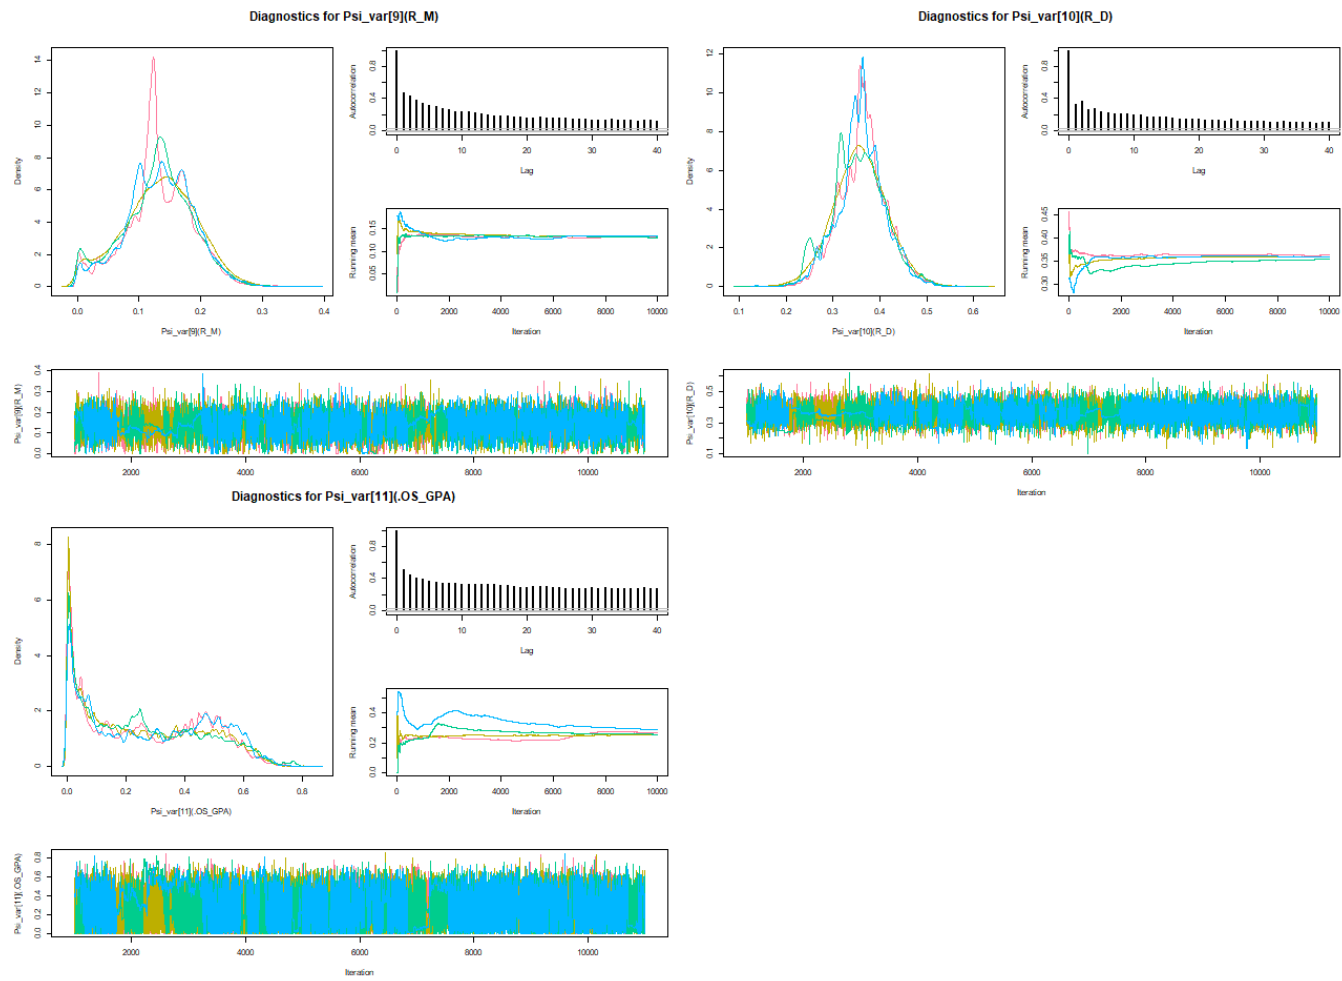 Diagnostics for Psi_var[9](R_M)
Density
0 2 4 6 8 10 12 14
0.0 0.1 0.2 0.3 0.4
Psi_var[9](R_M)
Autocorrelation
0.0 0.4 0.8
0 10 20 30 40
Lag
Running mean
0.05 0.10 0.15
0 2000 4000 6000 8000 10000
Iteration
Psi_var[9](R_M)
0.0 0.1 0.2 0.3 0.4
2000 4000 6000 8000 10000
Diagnostics for Psi_var[10](R_D)
Density
0 2 4 6 8 10 12
0.1 0.2 0.3 0.4 0.5 0.6
Psi_var[10](R_D)
Autocorrelation
0.0 0.4 0.8
0 10 20 30 40
Lag
Running mean
0.30 0.35 0.40 0.45
0 2000 4000 6000 8000 10000
Iteration
Psi_var[10](R_D)
0.1 0.3 0.5
2000 4000 6000 8000 10000
Iteration
Diagnostics for Psi_var[11](.OS_GPA)
Density
0 2 4 6 8
0.0 0.2 0.4 0.6 0.8
Psi_var[11](.OS_GPA)
Autocorrelation
0.0 0.4 0.8
0 10 20 30 40
Lag
Running mean
0.0 0.2 0.4
0 2000 4000 6000 8000 10000
Iteration
Psi_var[11](.OS_GPA)
0.0 0.2 0.4 0.6 0.8
2000 4000 6000 8000 10000
Iteration